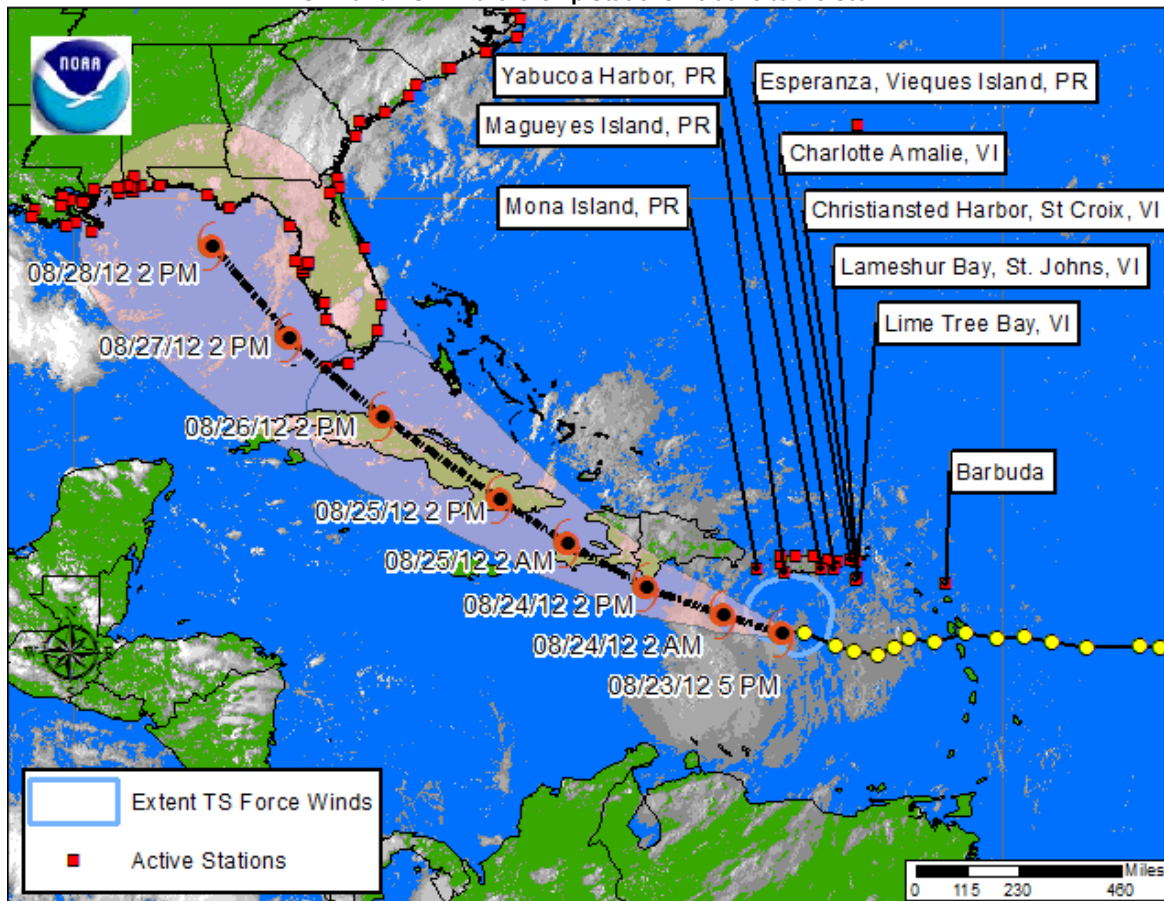 NOAA
Yabucoa Harbor, PR
Esperanza, Vieques Island, PR
Magueyes Island, PR
Charlotte Amalie, VI
Mona Island, PR
Christiansted Harbor, St Croix, VI
Lameshur Bay, St. Johns, VI
Lime Tree Bay, VI
Barbuda
08/28/12 2 PM
08/27/12 2 PM
08/26/12 2 PM
08/25/12 2 PM
08/25/12 2 AM
08/24/12 2 PM
08/24/12 2 AM
08/23/12 5 PM
Extent TS Force Winds
Active Stations
Miles
0 115 230 460